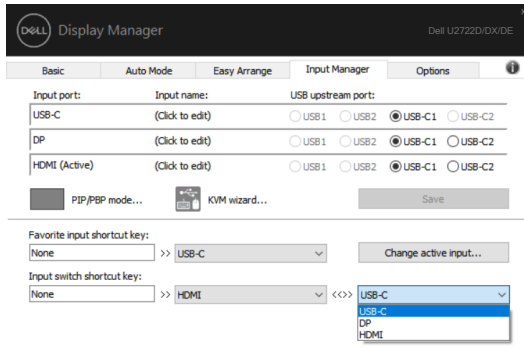 DELL Display Manager Dell U2722D/DX/DE
Basic Auto Mode Easy Arrange Input Manager Options
Input port: Input name: USB upstream port:
USB-C (Click to edit) USB1 USB2 USB-C1 USB-C2
DP (Click to edit) USB1 USB2 USB-C1 USB-C2
HDMI (Active) (Click to edit) USB1 USB2 USB-C1 USB-C2
PIP/PBP mode... KVM wizard... Save
Favorite input shortcut key:
None >> USB-C Change active input...
Input switch shortcut key:
None >> HDMI <<>> USB-C
USB-C
DP
HDMI